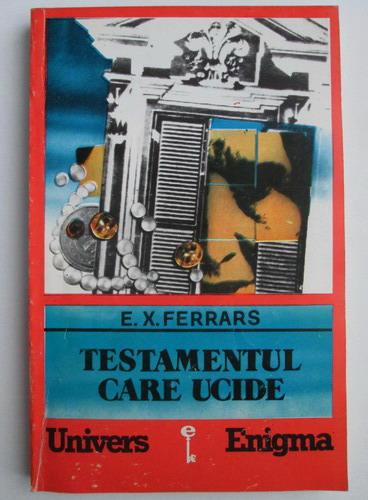 E. X. FERRARS
TESTAMENTUL
CARE UCIDE
Univers e Enigma